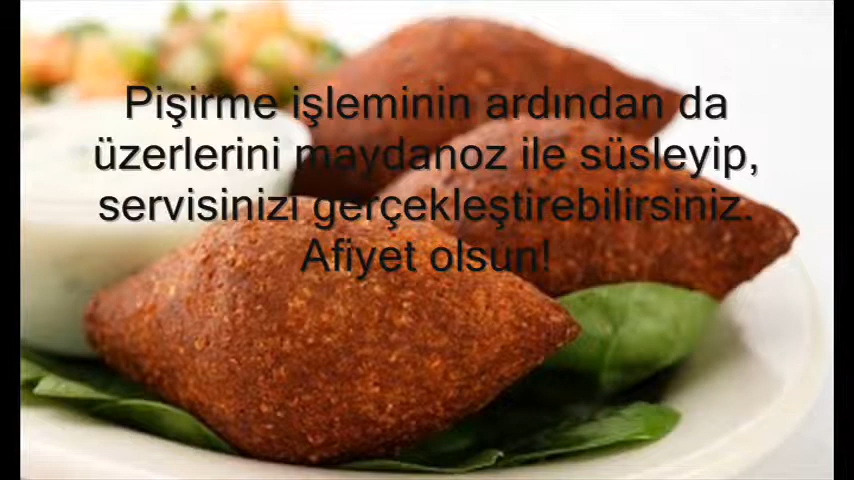 Pişirme işleminin ardından da
üzerlerini maydanoz ile süsleyip,
servisinizi gerçekleştirebilirsiniz.
Afiyet olsun!